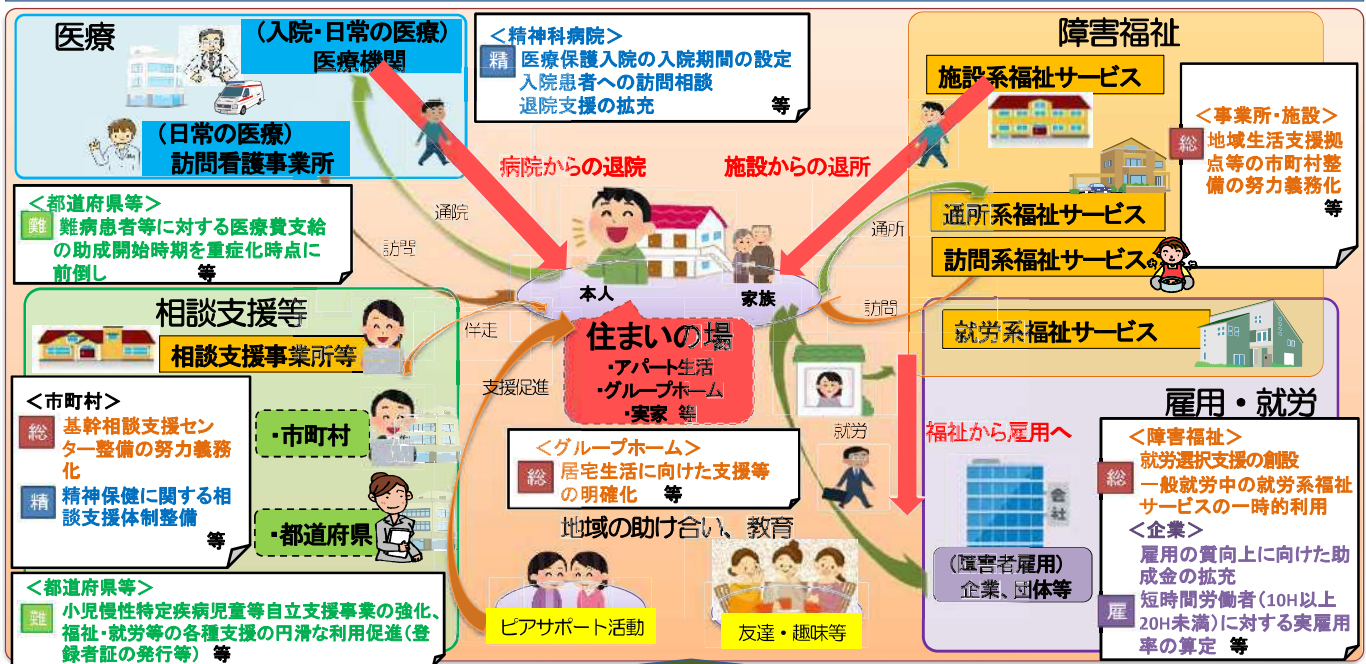 医療
(入院・日常の医療)
医療機関
(日常の医療)
訪問看護事業所
<精神科病院>
精 医療保護入院の入院期間の設定
入院患者への訪問相談
退院支援の拡充 等
障害福祉
施設系福祉サービス
<事業所・施設>
総 地域生活支援拠
点等の市町村整
備の努力義務化
等
通所系福祉サービス
訪問系福祉サービス
就労系福祉サービス
病院からの退院
施設からの退所
通院
訪問
通所
訪問
<都道府県等>
難 難病患者等に対する医療費支給
の助成開始時期を重症化時点に
前倒し 等
本人
家族
住まいの場
・アパート生活
・グループホーム
・実家 等
相談支援等
相談支援事業所等
伴走
支援促進
<市町村>
総 基幹相談支援セン
ター整備の努力義務
化
精 精神保健に関する相
談支援体制整備
等
・市町村
・都道府県
<都道府県等>
難 小児慢性特定疾病児童等自立支援事業の強化、
福祉・就労等の各種支援の円滑な利用促進(登
録者証の発行等) 等
<グループホーム>
総 居宅生活に向けた支援等
の明確化 等
地域の助け合い、教育
ピアサポート活動
友達・趣味等
就労
福祉から雇用へ
雇用・就労
会社
(障害者雇用)
企業、団体等
<障害福祉>
総 就労選択支援の創設
一般就労中の就労系福祉
サービスの一時的利用
<企業>
雇用の質向上に向けた助
成金の拡充
雇 短時間労働者(10H以上
20H未満)に対する実雇用
率の算定 等